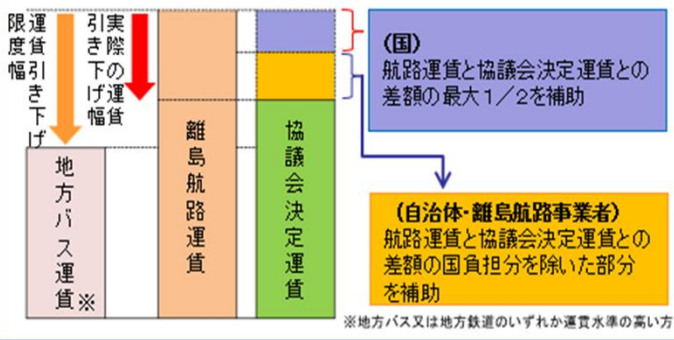 運賃引き下げ
限度幅
実際の運賃
引き下げ幅
地方バス運賃※
離島航路運賃
協議会決定運賃
(国)
航路運賃と協議会決定運賃との
差額の最大1/2を補助
(自治体・離島航路事業者)
航路運賃と協議会決定運賃との
差額の国負担分を除いた部分
を補助
※地方バス又は地方鉄道のいずれか運賃水準の高い方